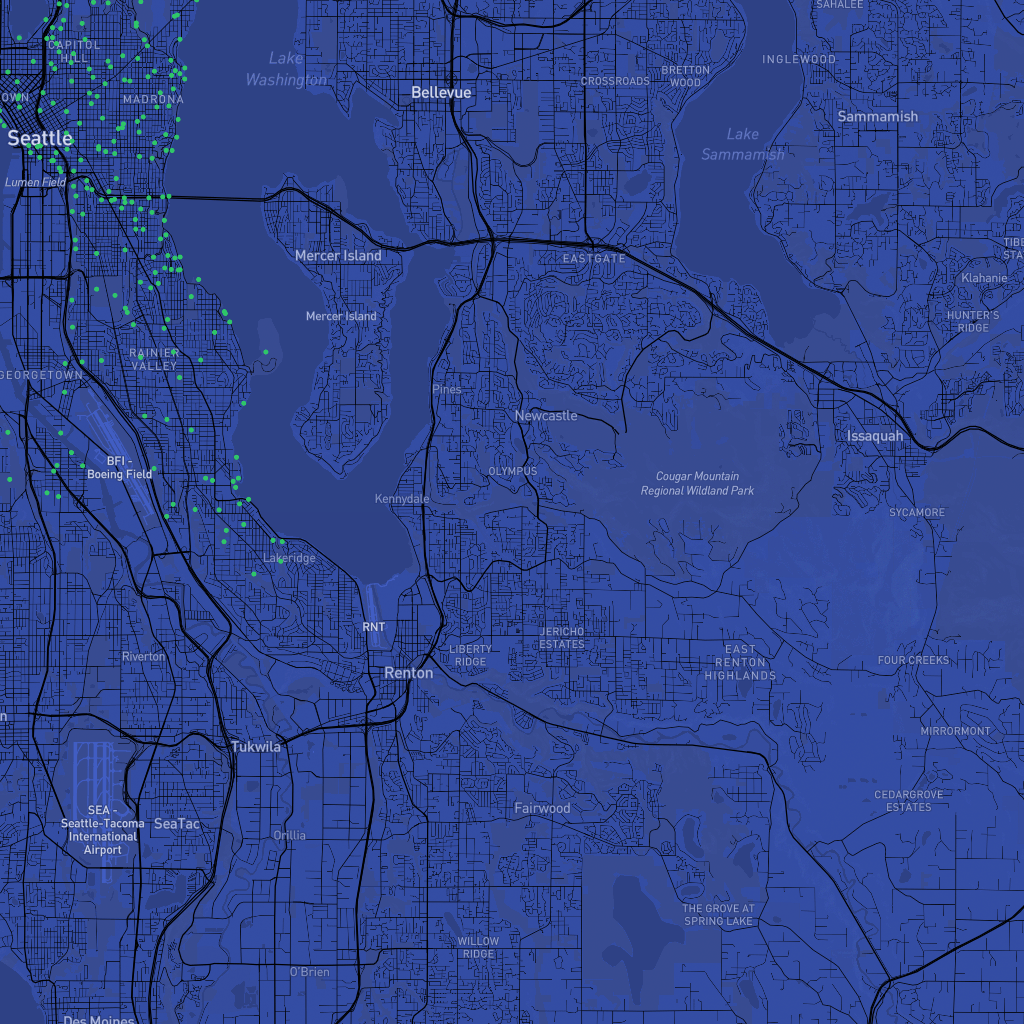 SAHALEE
CAPITOL
HILL
Lake
Washington
INGLEWOOD
BRETTON
WOOD
CROSSROADS
Bellevue
OWN
MADRONA
Sammamish
Seattle
Lake
Sammamish
Lumen Field
Mercer Island
EASTGATE
TIBE
STA
Klahanie
Mercer Island
HUNTER'S
RIDGE
RAINIER
VALLEY
GEORGETOWN
Pines
Newcastle
Issaquah
BFI -
Boeing Field
OLYMPUS
Cougar Mountain
Regional Wildland Park
Kennydale
SYCAMORE
Lakeridge
RNT
JERICHO
ESTATES
Riverton
LIBERTY
RIDGE
EAST
RENTON
HIGHLANDS
FOUR CREEKS
Renton
n
MIRRORMONT
Tukwila
CEDARGROVE
ESTATES
SEA -
Seattle-Tacoma
International
Airport
SeaTac
Fairwood
Orillia
THE GROVE AT
SPRING LAKE
WILLOW
RIDGE
O'Brien
Des Moines